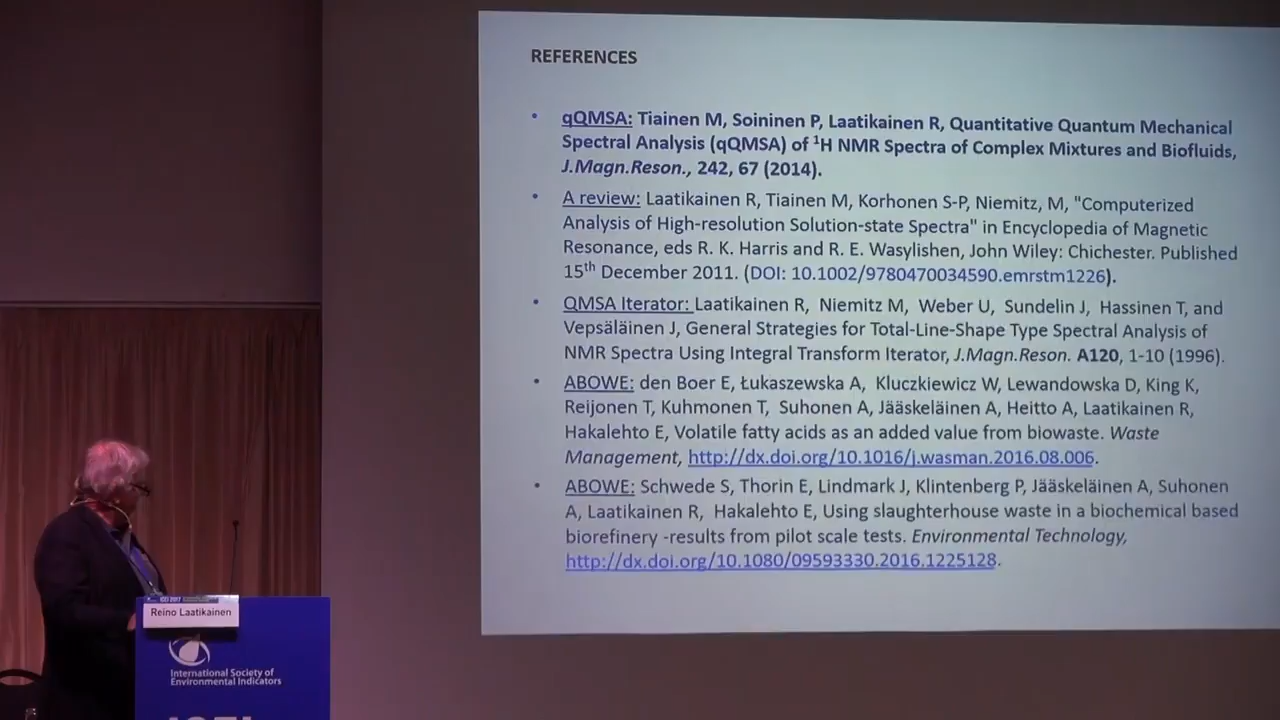 REFERENCES
• qQMSA: Tiainen M, Soininen P, Laatikainen R, Quantitative Quantum Mechanical
Spectral Analysis (qQMSA) of ¹H NMR Spectra of Complex Mixtures and Biofluids,
J.Magn.Reson., 242, 67 (2014).
• A review: Laatikainen R, Tiainen M, Korhonen S-P, Niemitz, M, "Computerized
Analysis of High-resolution Solution-state Spectra" in Encyclopedia of Magnetic
Resonance, eds R. K. Harris and R. E. Wasylishen, John Wiley: Chichester. Published
15th December 2011. (DOI: 10.1002/9780470034590.emrstm1226).
• QMSA Iterator: Laatikainen R, Niemitz M, Weber U, Sundelin J, Hassinen T, and
Vepsäläinen J, General Strategies for Total-Line-Shape Type Spectral Analysis of
NMR Spectra Using Integral Transform Iterator, J.Magn.Reson. A120, 1-10 (1996).
• ABOWE: den Boer E, Łukaszewska A, Kluczkiewicz W, Lewandowska D, King K,
Reijonen T, Kuhmonen T, Suhonen A, Jääskeläinen A, Heitto A, Laatikainen R,
Hakalehto E, Volatile fatty acids as an added value from biowaste. Waste
Management, http://dx.doi.org/10.1016/j.wasman.2016.08.006.
• ABOWE: Schwede S, Thorin E, Lindmark J, Klintenberg P, Jääskeläinen A, Suhonen
A, Laatikainen R, Hakalehto E, Using slaughterhouse waste in a biochemical based
biorefinery -results from pilot scale tests. Environmental Technology,
http://dx.doi.org/10.1080/09593330.2016.1225128.
Reino Laatikainen
International Society of
Environmental Indicators